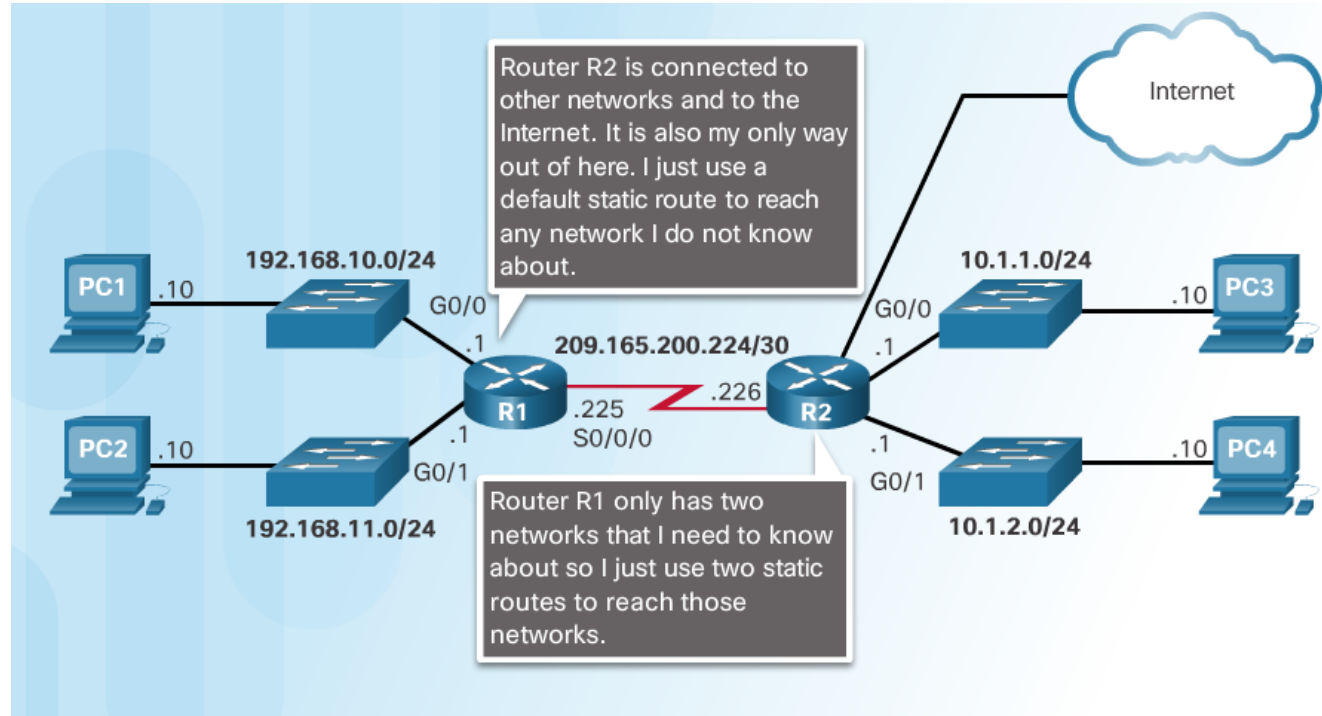 Router R2 is connected to
other networks and to the
Internet. It is also my only way
out of here. I just use a
default static route to reach
any network I do not know
about.
Internet
192.168.10.0/24
10.1.1.0/24
PC1
.10
G0/0
.1
G0/0
.1
.10
PC3
209.165.200.224/30
R1
.225
S0/0/0
.226
R2
PC2
.10
.1
G0/1
192.168.11.0/24
.1
G0/1
.10
PC4
10.1.2.0/24
Router R1 only has two
networks that I need to know
about so I just use two static
routes to reach those
networks.